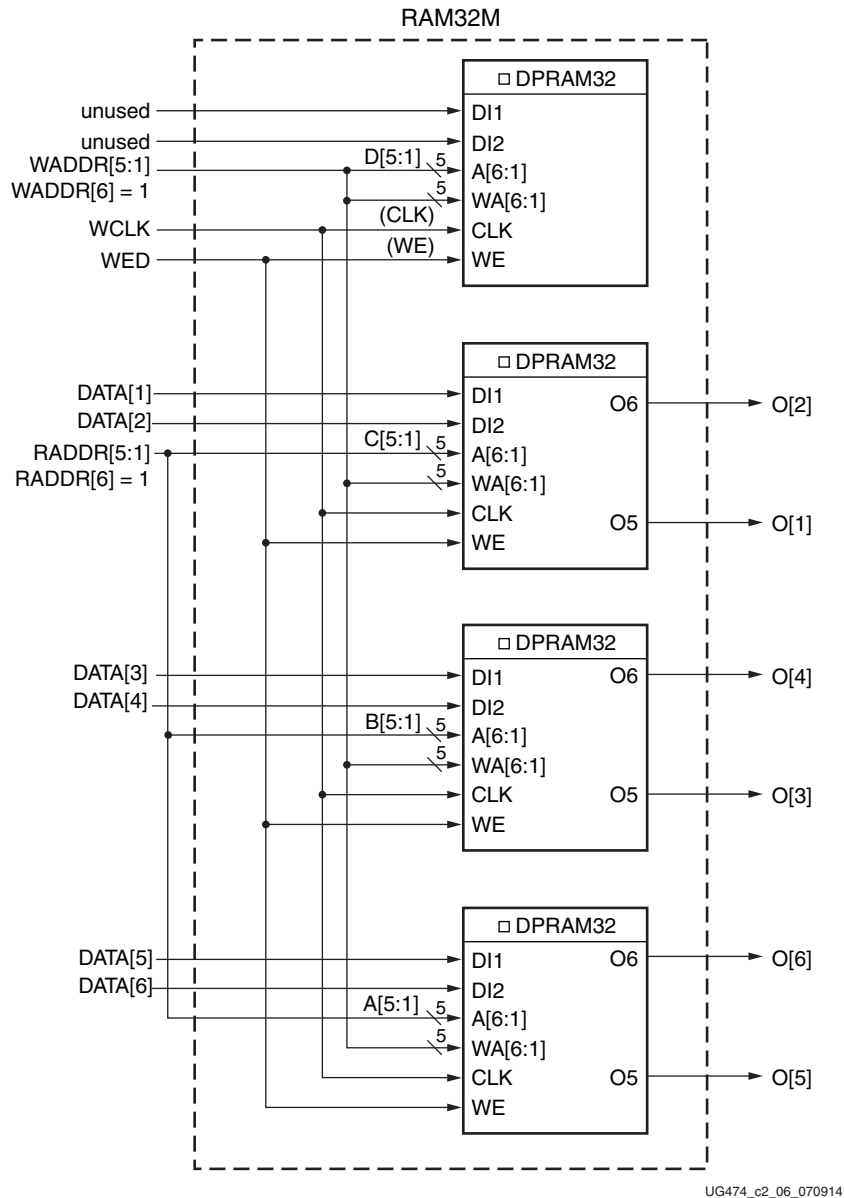 RAM32M
DPRAM32
unused
DI1
unused
DI2
WADDR[5:1]
D[5:1]
5
A[6:1]
WADDR[6] = 1
5
WA[6:1]
WCLK
(CLK)
CLK
WED
(WE)
WE
DPRAM32
DATA[1]
DI1
O6
O[2]
DATA[2]
DI2
RADDR[5:1]
C[5:1]
5
A[6:1]
RADDR[6] = 1
5
WA[6:1]
CLK
O5
O[1]
WE
DPRAM32
DATA[3]
DI1
O6
O[4]
DATA[4]
DI2
B[5:1]
5
A[6:1]
5
WA[6:1]
CLK
O5
O[3]
WE
DPRAM32
DATA[5]
DI1
O6
O[6]
DATA[6]
DI2
A[5:1]
5
A[6:1]
5
WA[6:1]
CLK
O5
O[5]
WE
UG474_c2_06_070914